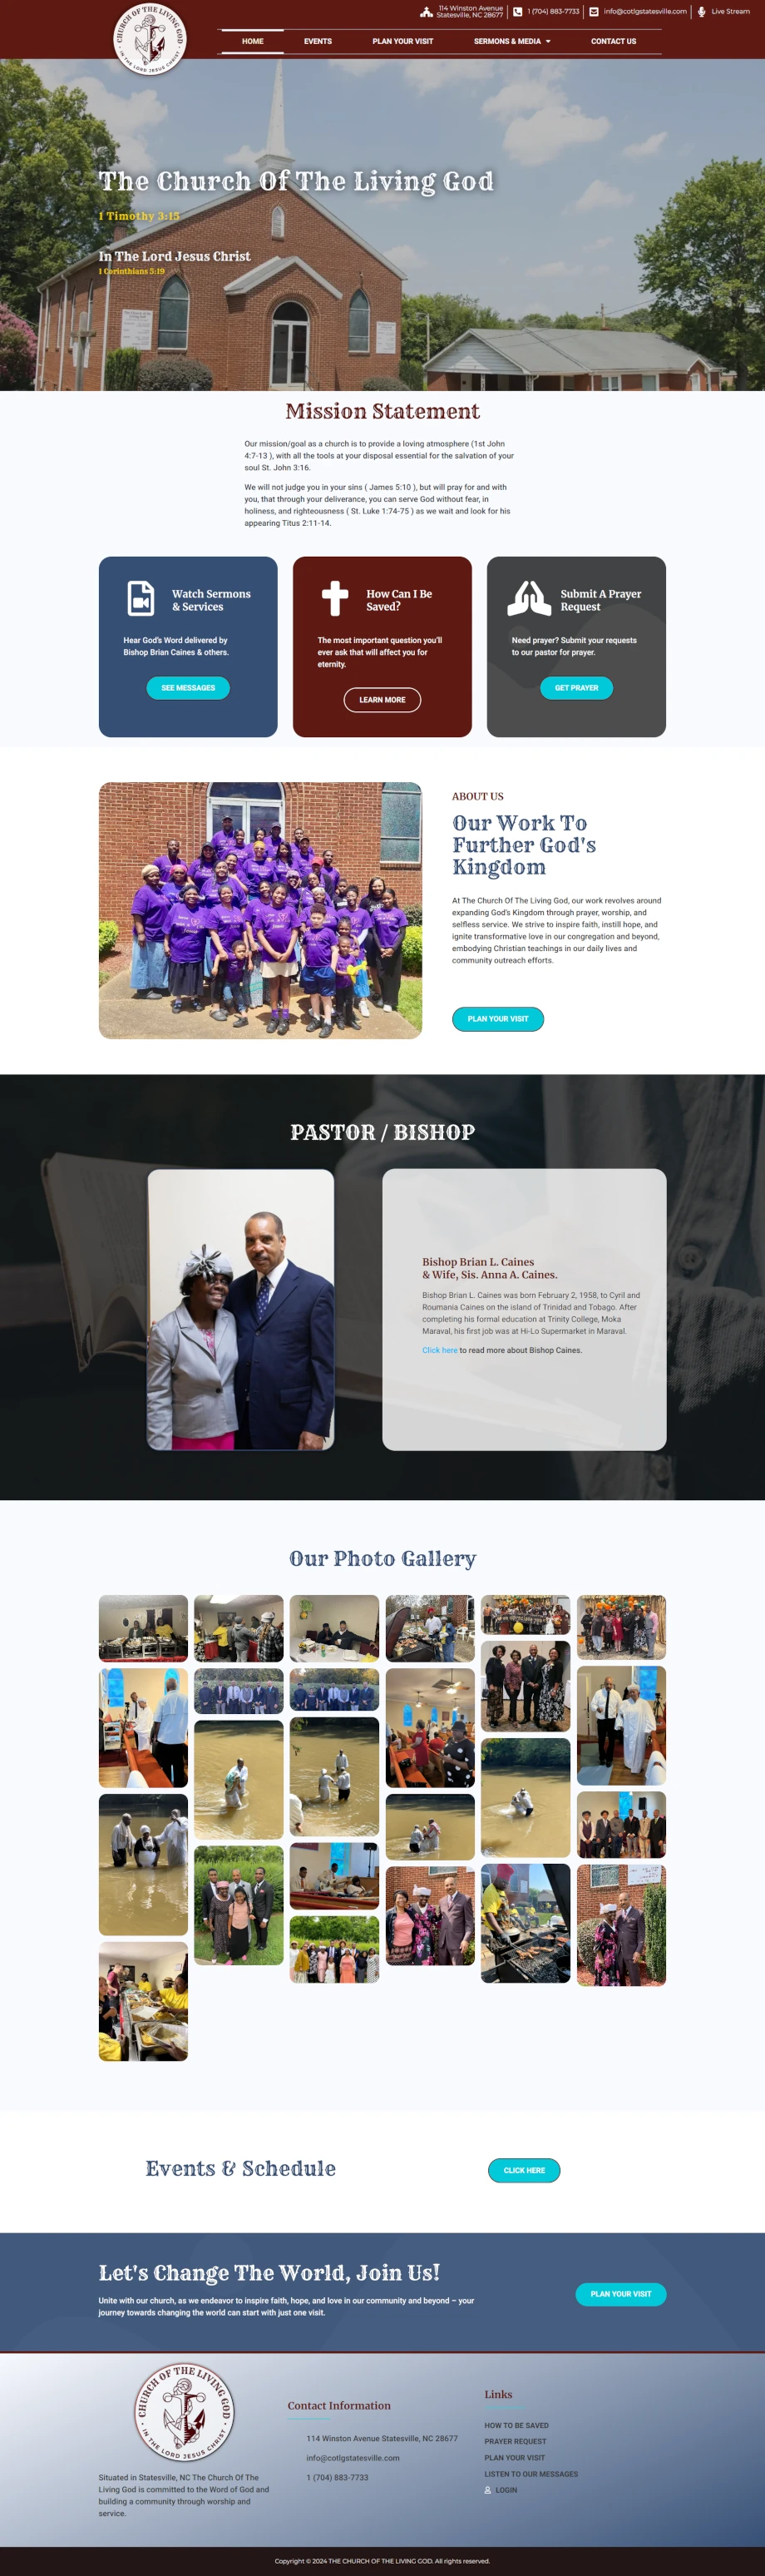 CHURCH OF THE LIVING GOD
IN THE LORD JESUS CHRIST
114 Winston Avenue
Statesville, NC 28677
1 (704) 883-7733
info@cotlgstatesville.com
Live Stream
HOME
EVENTS
PLAN YOUR VISIT
SERMONS & MEDIA
CONTACT US
The Church Of The Living God
1 Timothy 3:15
In The Lord Jesus Christ
1 Corinthians 5:19
Mission Statement
Our mission/goal as a church is to provide a loving atmosphere (1st John
4:7-13 ), with all the tools at your disposal essential for the salvation of your
soul St. John 3:16.
We will not judge you in your sins ( James 5:10 ), but will pray for and with
you, that through your deliverance, you can serve God without fear, in
holiness, and righteousness ( St. Luke 1:74-75 ) as we wait and look for his
appearing Titus 2:11-14.
Watch Sermons
& Services
Hear God's Word delivered by
Bishop Brian Caines & others.
SEE MESSAGES
How Can I Be
Saved?
The most important question you'll
ever ask that will affect you for
eternity.
LEARN MORE
Submit A Prayer
Request
Need prayer? Submit your requests
to our pastor for prayer.
GET PRAYER
ABOUT US
Our Work To
Further God's
Kingdom
At The Church Of The Living God, our work revolves around
expanding God's Kingdom through prayer, worship, and
selfless service. We strive to inspire faith, instill hope, and
ignite transformative love in our congregation and beyond,
embodying Christian teachings in our daily lives and
community outreach efforts.
PLAN YOUR VISIT
PASTOR / BISHOP
Bishop Brian L. Caines
& Wife, Sis. Anna A. Caines.
Bishop Brian L. Caines was born February 2, 1958, to Cyril and
Roumania Caines on the island of Trinidad and Tobago. After
completing his formal education at Trinity College, Moka
Maraval, his first job was at Hi-Lo Supermarket in Maraval.
Click here to read more about Bishop Caines.
Our Photo Gallery
Events & Schedule
CLICK HERE
Let's Change The World, Join Us!
Unite with our church, as we endeavor to inspire faith, hope, and love in our community and beyond – your
journey towards changing the world can start with just one visit.
PLAN YOUR VISIT
CHURCH OF THE LIVING GOD
IN THE LORD JESUS CHRIST
Situated in Statesville, NC The Church Of The
Living God is committed to the Word of God and
building a community through worship and
service.
Contact Information
114 Winston Avenue Statesville, NC 28677
info@cotlgstatesville.com
1 (704) 883-7733
Links
HOW TO BE SAVED
PRAYER REQUEST
PLAN YOUR VISIT
LISTEN TO OUR MESSAGES
LOGIN
Copyright © 2024 THE CHURCH OF THE LIVING GOD. All rights reserved.